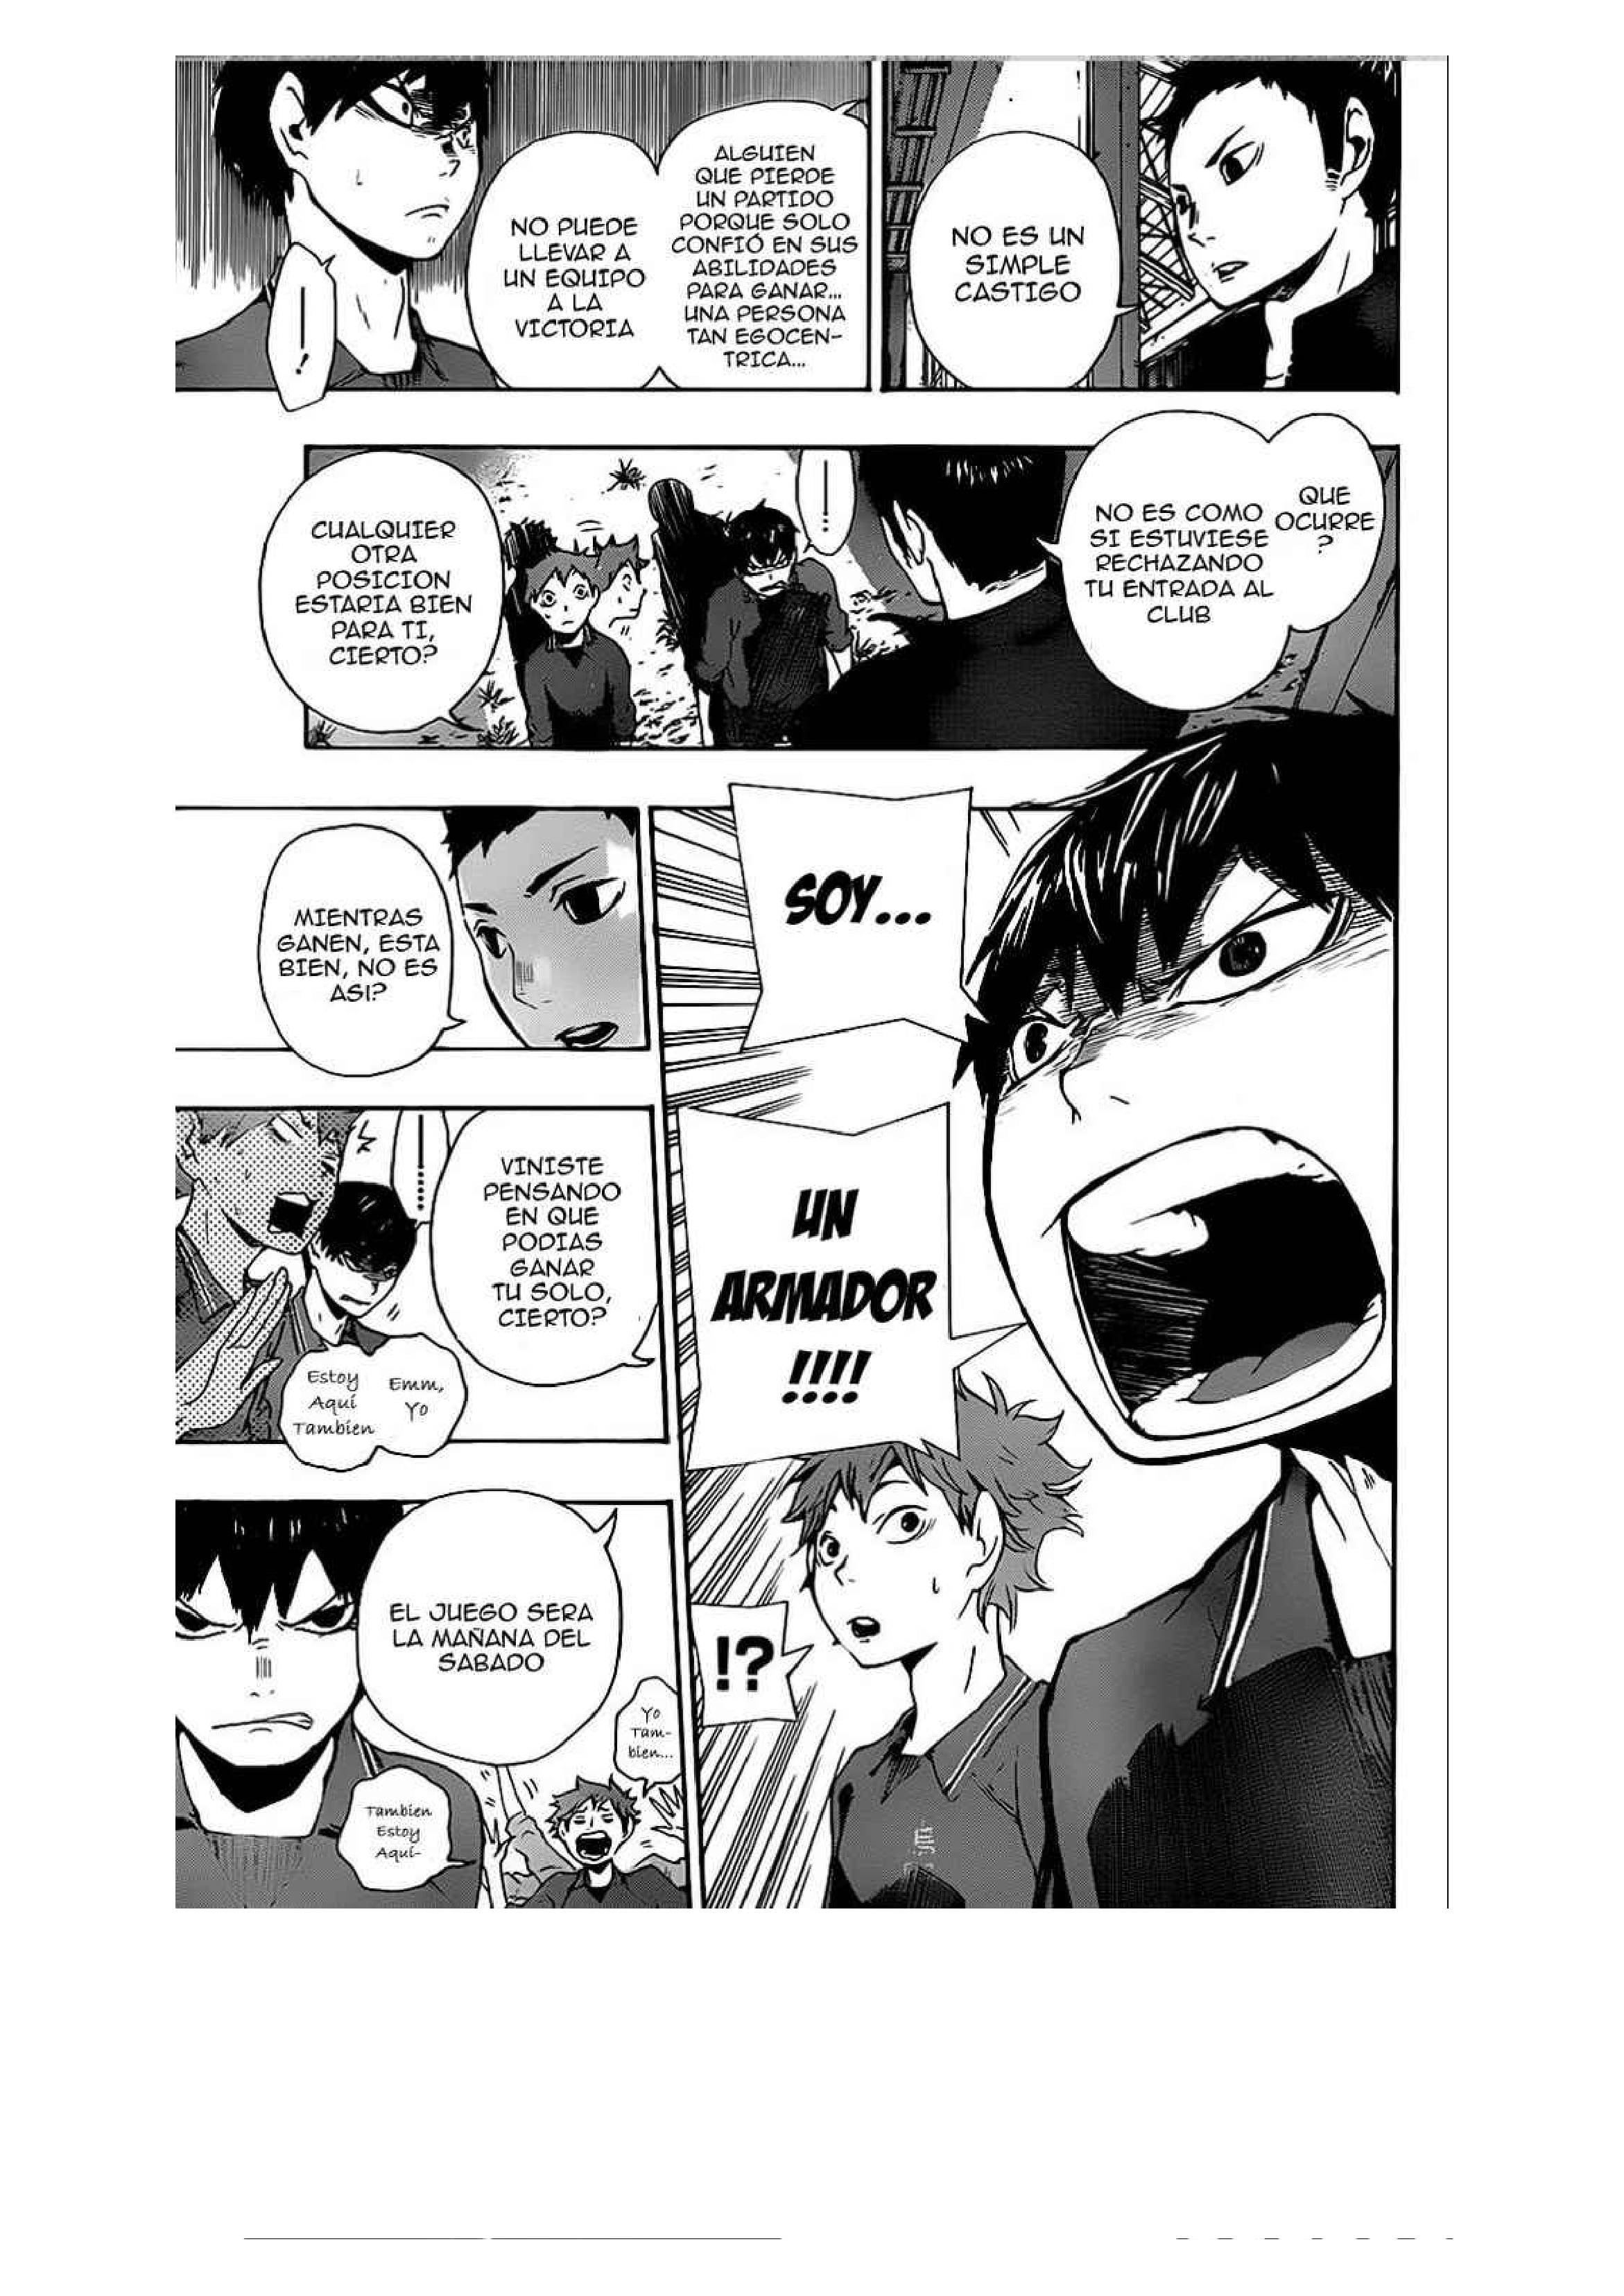 NO ES UN
SIMPLE
CASTIGO
ALGUIEN
QUE PIERDE
UN PARTIDO
PORQUE SOLO
CONFIÓ EN SUS
ABILIDADES
PARA GANAR...
UNA PERSONA
TAN EGOCEN-
TRICA...
NO PUEDE
LLEVAR A
UN EQUIPO
A LA
VICTORIA
QUE
OCURRE
?
NO ES COMO
SI ESTUVIESE
RECHAZANDO
TU ENTRADA AL
CLUB
CUALQUIER
OTRA
POSICION
ESTARIA BIEN
PARA TI,
CIERTO?
SOY...
UN
ARMADOR
!!!!
!?
MIENTRAS
GANEN, ESTA
BIEN, NO ES
ASI?
VINISTE
PENSANDO
EN QUE
PODIAS
GANAR
TU SOLO,
CIERTO?
Emm,
Yo
Estoy
Aquí
Tambien
EL JUEGO SERA
LA MAÑANA DEL
SABADO
Yo
Tam-
bien...
Tambien
Estoy
Aquí-